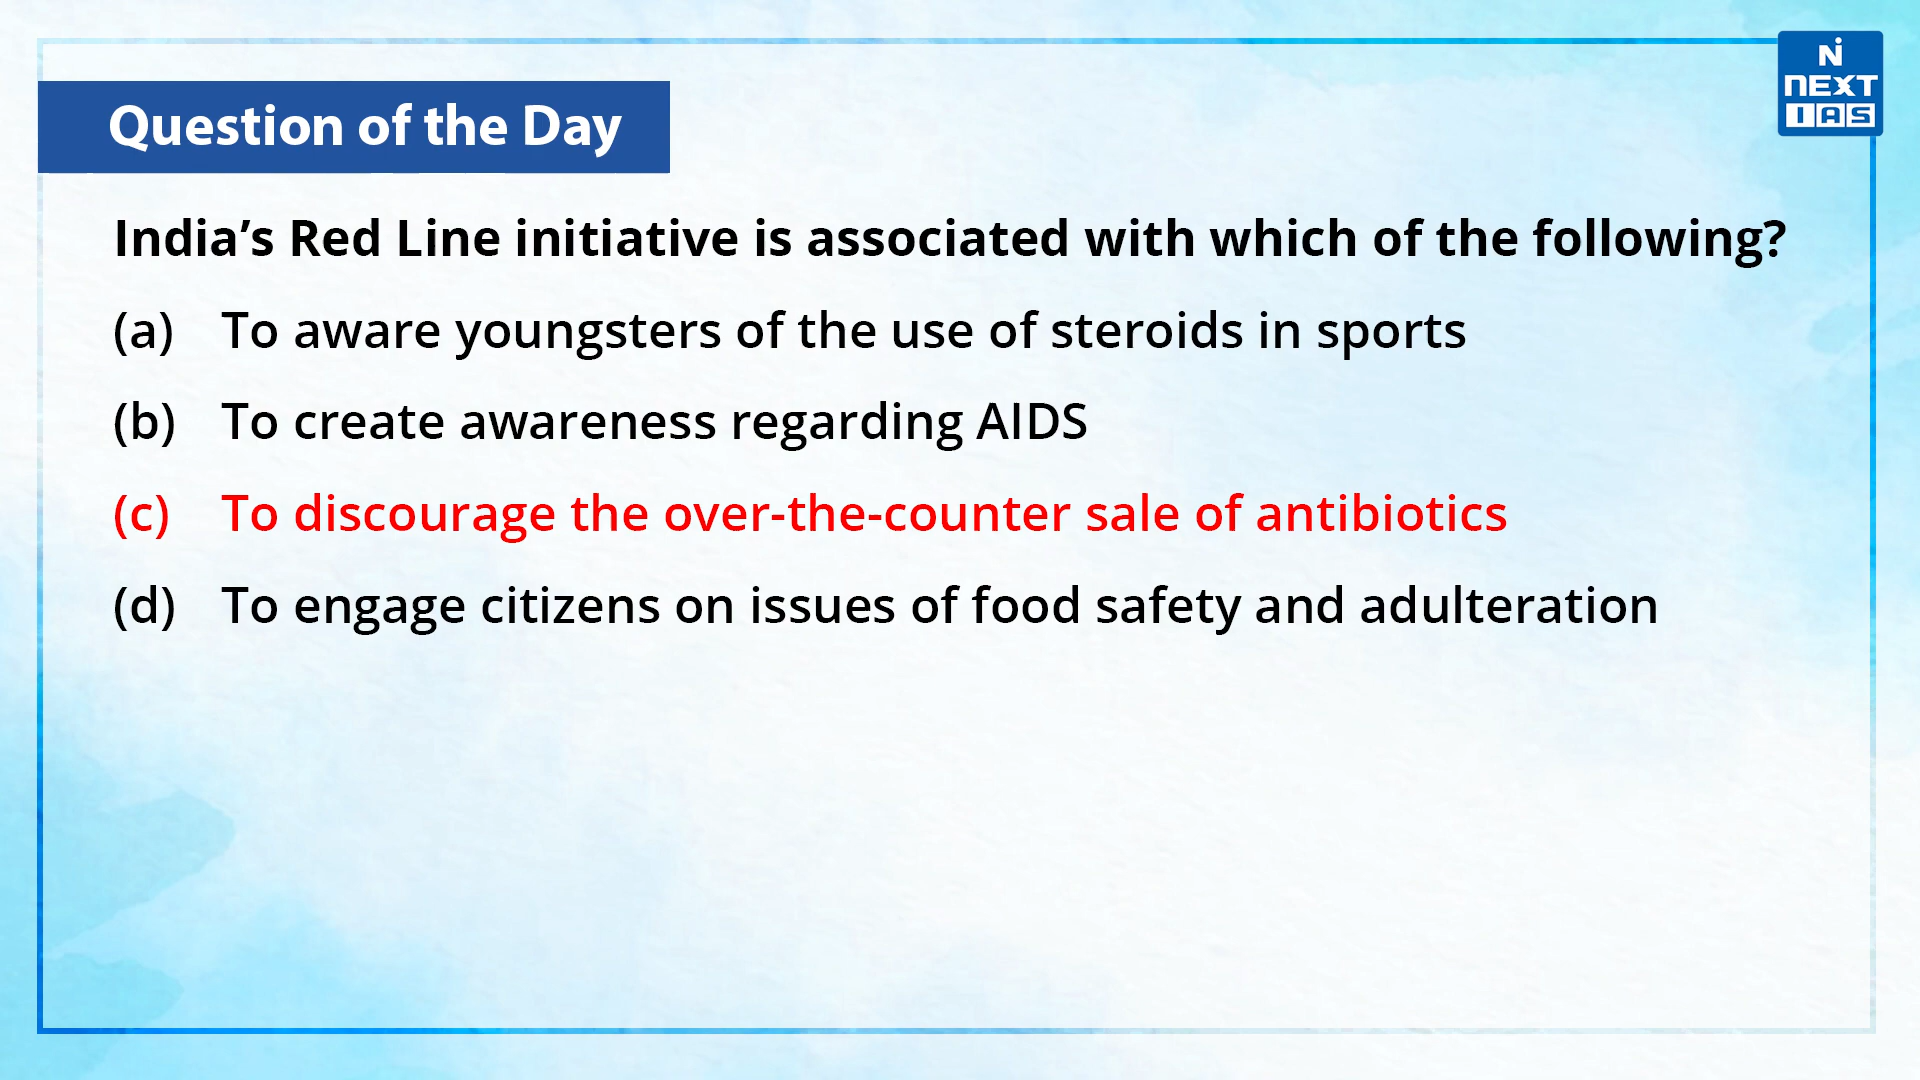 N
NEXT
IAS
Question of the Day
India’s Red Line initiative is associated with which of the following?
(a) To aware youngsters of the use of steroids in sports
(b) To create awareness regarding AIDS
(c) To discourage the over-the-counter sale of antibiotics
(d) To engage citizens on issues of food safety and adulteration